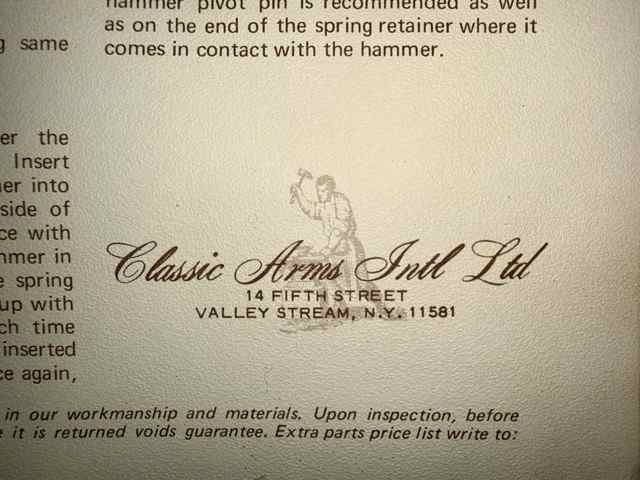 hammer pivot pin is recommended as well
as on the end of the spring retainer where it
comes in contact with the hammer.
same
the
Insert
into
side of
with
in
spring
up with
time
inserted
again,
Classic Arms Intl Ltd
14 FIFTH STREET
VALLEY STREAM, N.Y. 11581
in our workmanship and materials. Upon inspection, before
it is returned voids guarantee. Extra parts price list write to: